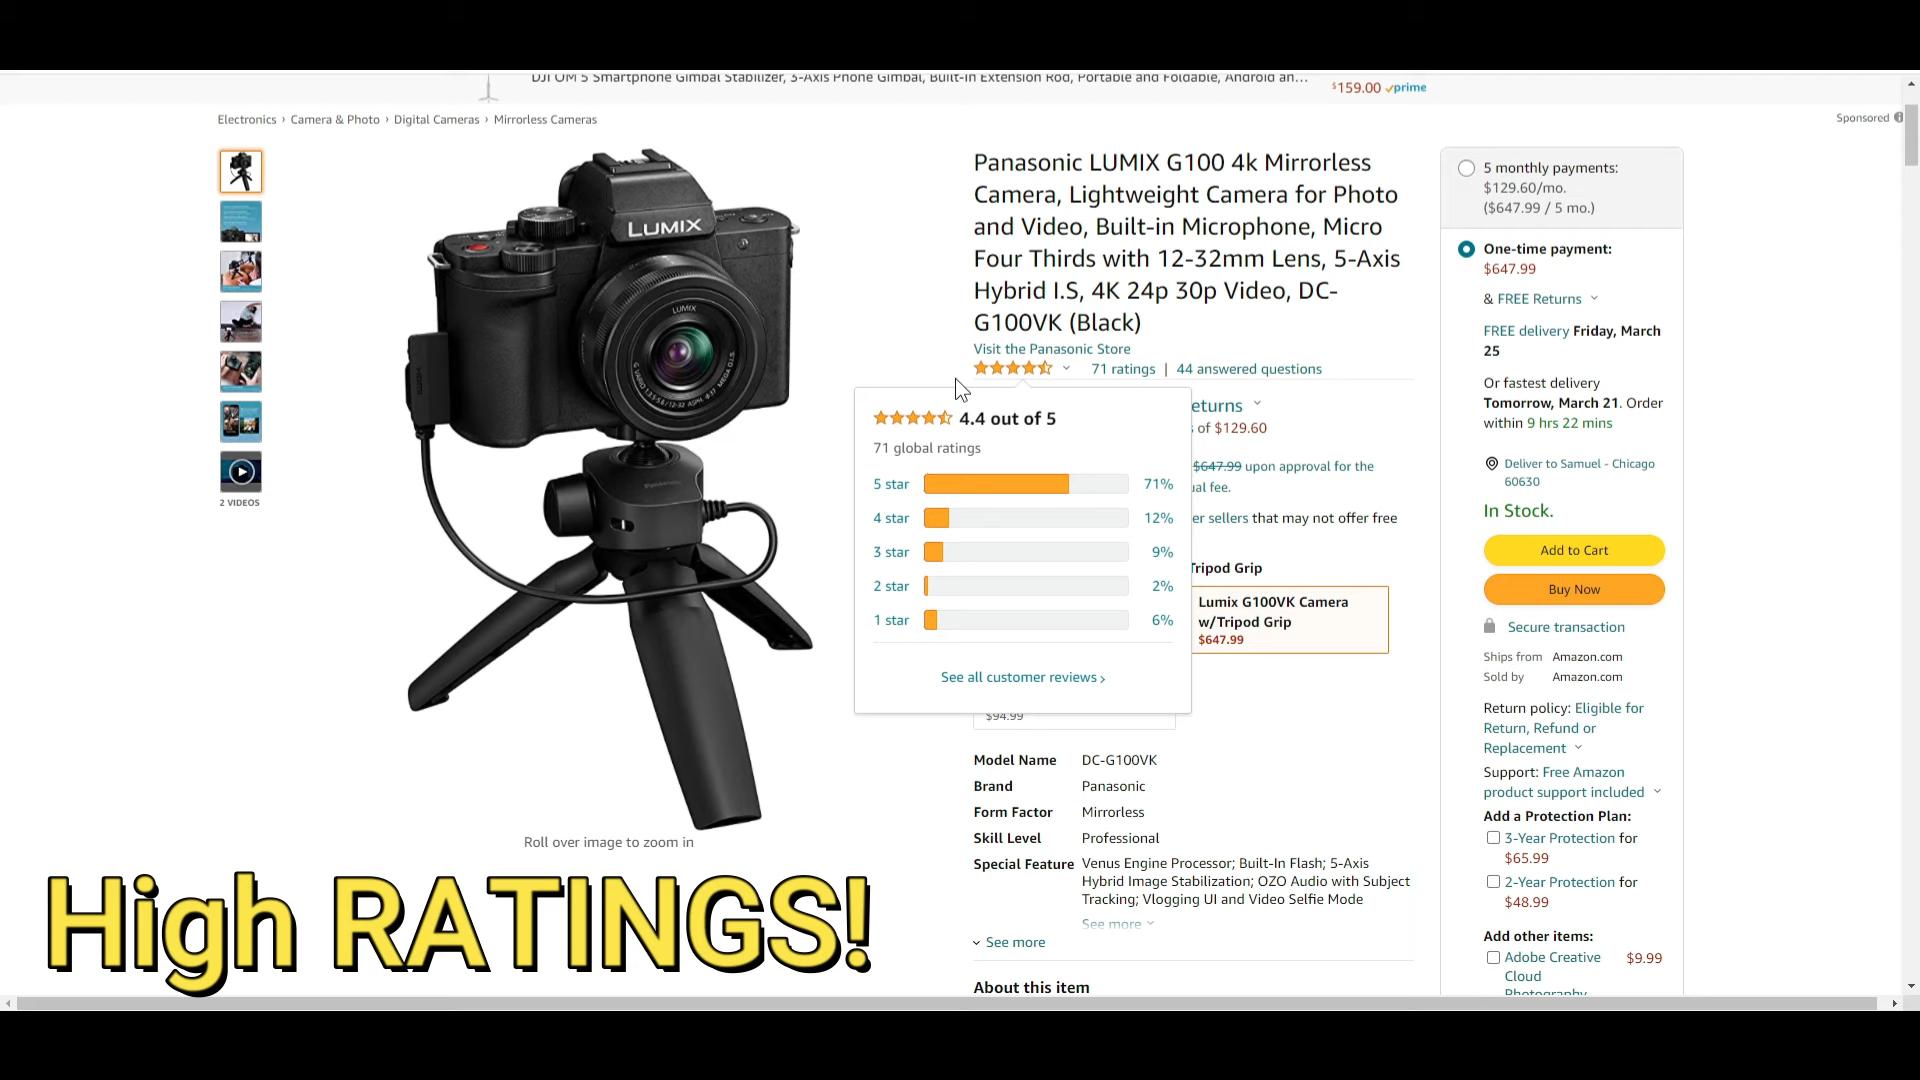 DJI OM 5 Smartphone Gimbal Stabilizer, 3-Axis Phone Gimbal, Built-In Extension Rod, Portable and Foldable, Android an...
$159.00 prime
Electronics › Camera & Photo › Digital Cameras › Mirrorless Cameras
Sponsored
2 VIDEOS
LUMIX
LUMIX
HDMI
Roll over image to zoom in
High RATINGS!
Panasonic LUMIX G100 4k Mirrorless
Camera, Lightweight Camera for Photo
and Video, Built-in Microphone, Micro
Four Thirds with 12-32mm Lens, 5-Axis
Hybrid I.S, 4K 24p 30p Video, DC-
G100VK (Black)
Visit the Panasonic Store
71 ratings | 44 answered questions
4.4 out of 5
71 global ratings
5 star 71%
4 star 12%
3 star 9%
2 star 2%
1 star 6%
See all customer reviews ›
eturns
of $129.60
$647.99 upon approval for the
ual fee.
er sellers that may not offer free
Tripod Grip
Lumix G100VK Camera
w/Tripod Grip
$647.99
$94.99
Model Name DC-G100VK
Brand Panasonic
Form Factor Mirrorless
Skill Level Professional
Special Feature Venus Engine Processor; Built-In Flash; 5-Axis
Hybrid Image Stabilization; OZO Audio with Subject
Tracking; Vlogging UI and Video Selfie Mode
See more
See more
About this item
5 monthly payments:
$129.60/mo.
($647.99 / 5 mo.)
One-time payment:
$647.99
& FREE Returns
FREE delivery Friday, March
25
Or fastest delivery
Tomorrow, March 21. Order
within 9 hrs 22 mins
Deliver to Samuel - Chicago
60630
In Stock.
Add to Cart
Buy Now
Secure transaction
Ships from Amazon.com
Sold by Amazon.com
Return policy: Eligible for
Return, Refund or
Replacement
Support: Free Amazon
product support included
Add a Protection Plan:
3-Year Protection for
$65.99
2-Year Protection for
$48.99
Add other items:
Adobe Creative $9.99
Cloud
Photography